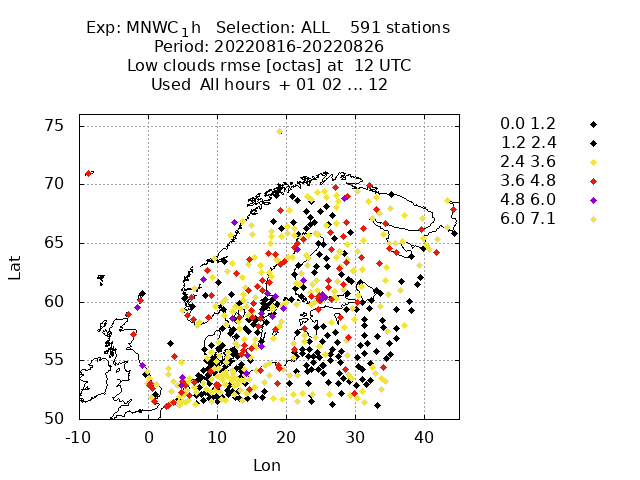 Exp: MNWC₁h   Selection: ALL    591 stations
Period: 20220816-20220826
Low clouds rmse [octas] at  12 UTC
Used  All hours  + 01 02 ... 12
0.0 1.2
1.2 2.4
2.4 3.6
3.6 4.8
4.8 6.0
6.0 7.1
75
70
65
60
55
50
Lat
-10 0 10 20 30 40
Lon